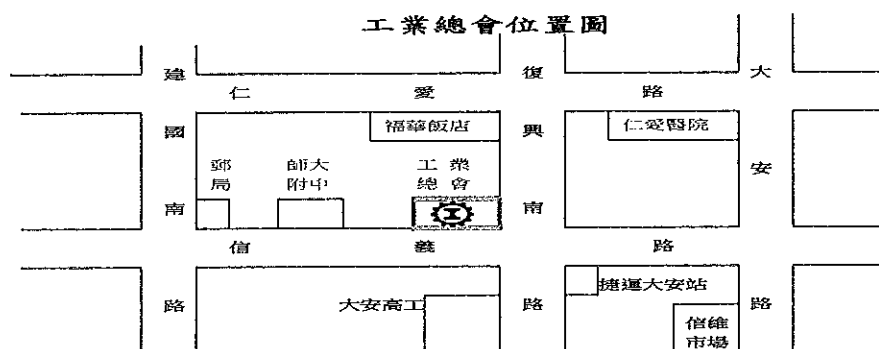 工業總會位置圖
建國南路
復興南路
大安路
仁愛路
福華飯店
仁愛醫院
郵局
師大
附中
工業
總會
工
信義路
大安高工
捷運大安站
信維
市場